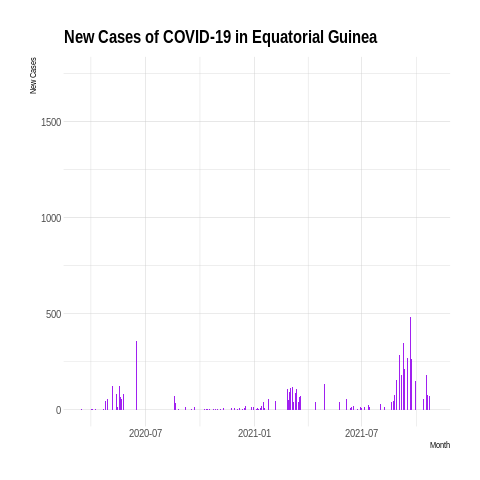 New Cases of COVID-19 in Equatorial Guinea
New Cases
1500
1000
500
0
2020-07 2021-01 2021-07
Month